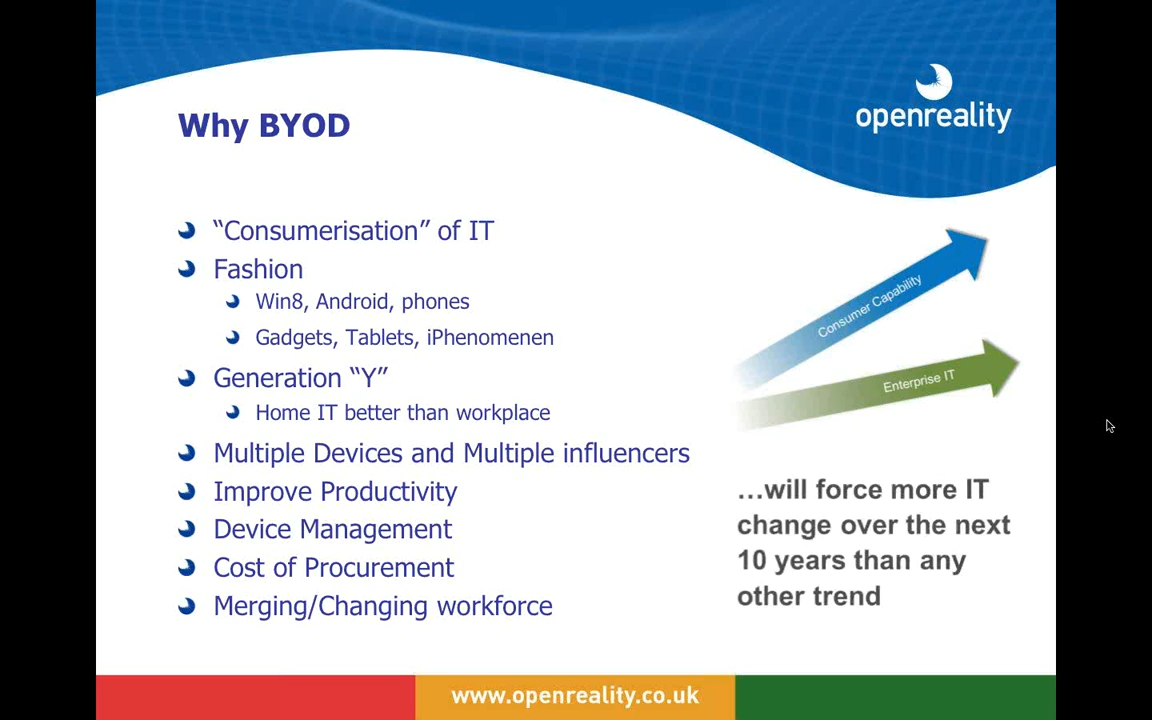 openreality
Why BYOD
“Consumerisation” of IT
Fashion
Win8, Android, phones
Gadgets, Tablets, iPhenomenen
Generation “Y”
Home IT better than workplace
Multiple Devices and Multiple influencers
Improve Productivity
Device Management
Cost of Procurement
Merging/Changing workforce
Consumer Capability
Enterprise IT
...will force more IT
change over the next
10 years than any
other trend
www.openreality.co.uk